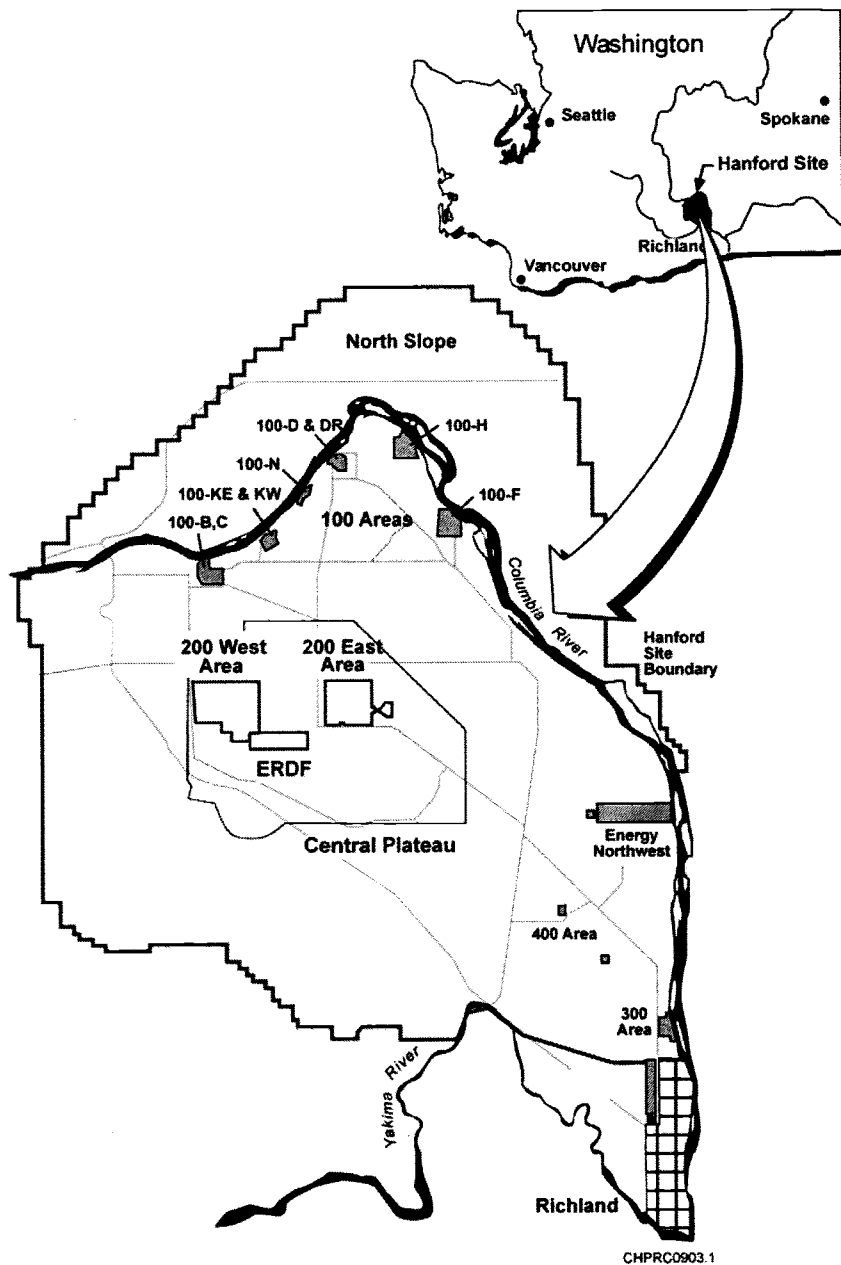 Washington
Seattle
Spokane
Hanford Site
Richland
Vancouver
North Slope
100-D & DR
100-H
100-N
100-KE & KW
100-F
100-B,C
100 Areas
Columbia
River
200 West
Area
200 East
Area
Hanford
Site
Boundary
ERDF
Central Plateau
Energy
Northwest
400 Area
300
Area
Yakima
River
Richland
CHPRC0903.1